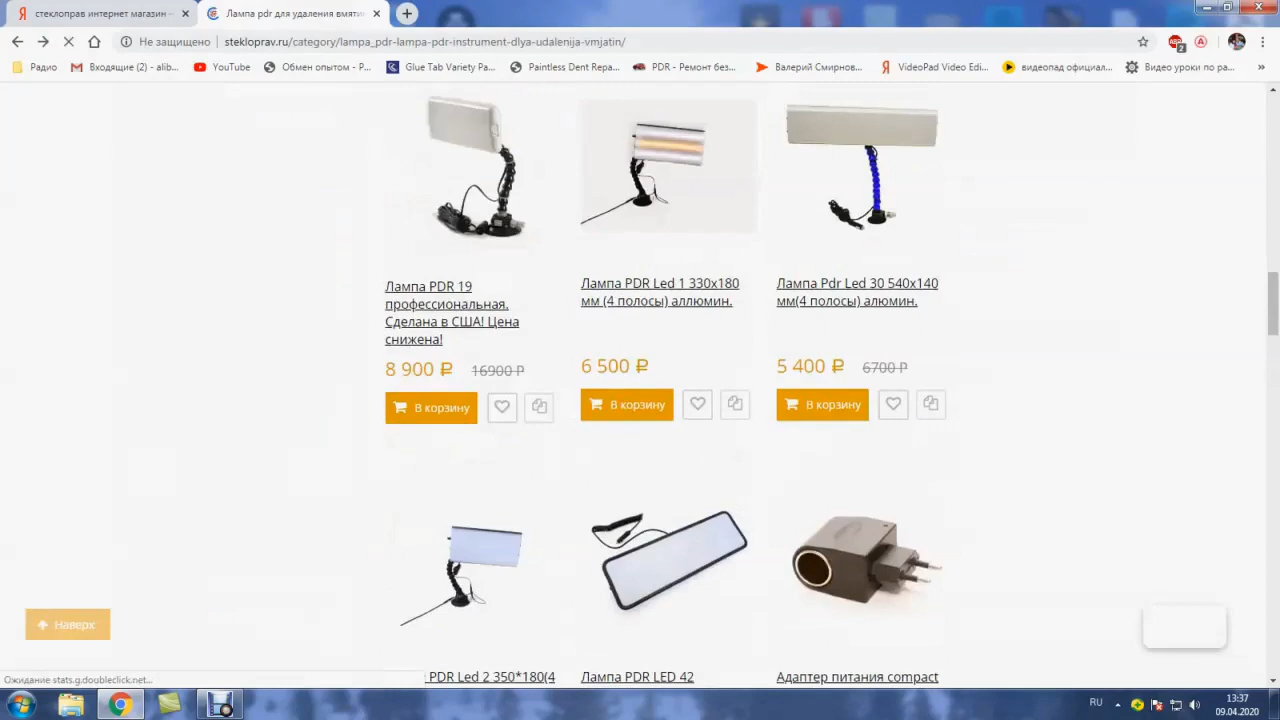 стеклоправ интернет магазин
Лампа pdr для удаления вмяти
Не защищено
stekloprav.ru/category/lampa_pdr-lampa-pdr-instrument-dlya-udalenija-vmjatin/
2
Радио
Входящие (2) - alib...
YouTube
Обмен опытом - P...
Glue Tab Variety Pa...
Paintless Dent Repa...
PDR - Ремонт без...
Валерий Смирнов...
VideoPad Video Edi...
видеопад официал...
Видео уроки по ра...
Лампа PDR 19
профессиональная.
Сделана в США! Цена
снижена!
8 900 ₽ 16900 Р
В корзину
Лампа PDR Led 1 330x180
мм (4 полосы) аллюмин.
6 500 ₽
В корзину
Лампа Pdr Led 30 540x140
мм(4 полосы) алюмин.
5 400 ₽ 6700 Р
В корзину
Наверх
PDR Led 2 350*180(4
Лампа PDR LED 42
Адаптер питания compact
Ожидание stats.g.doubleclick.net...
RU
13:37
09.04.2020